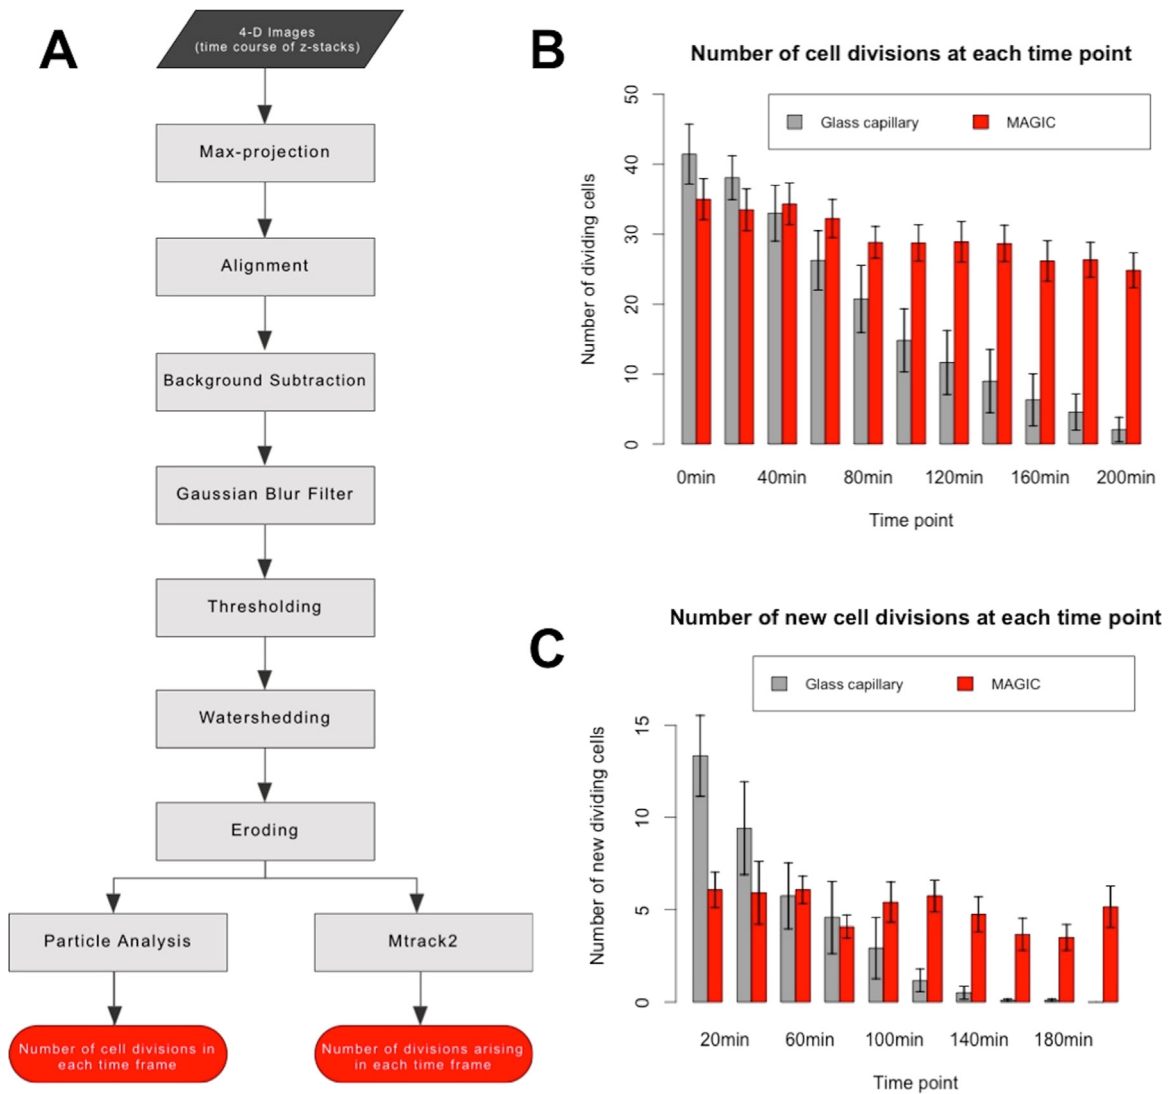 A
4-D Images
(time course of z-stacks)
Max-projection
Alignment
Background Subtraction
Gaussian Blur Filter
Thresholding
Watershedding
Eroding
Particle Analysis
Mtrack2
Number of cell divisions in
each time frame
Number of divisions arising
in each time frame
B
Number of cell divisions at each time point
Glass capillary
MAGIC
Number of dividing cells
50
40
30
20
10
0
0min 40min 80min 120min 160min 200min
Time point
C
Number of new cell divisions at each time point
Glass capillary
MAGIC
Number of new dividing cells
15
10
5
0
20min 60min 100min 140min 180min
Time point